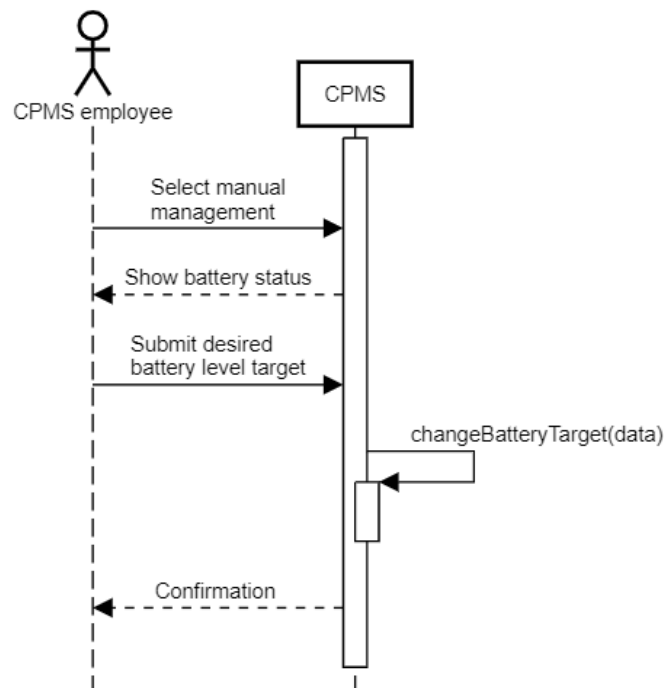 CPMS employee
CPMS
Select manual
management
Show battery status
Submit desired
battery level target
changeBatteryTarget(data)
Confirmation